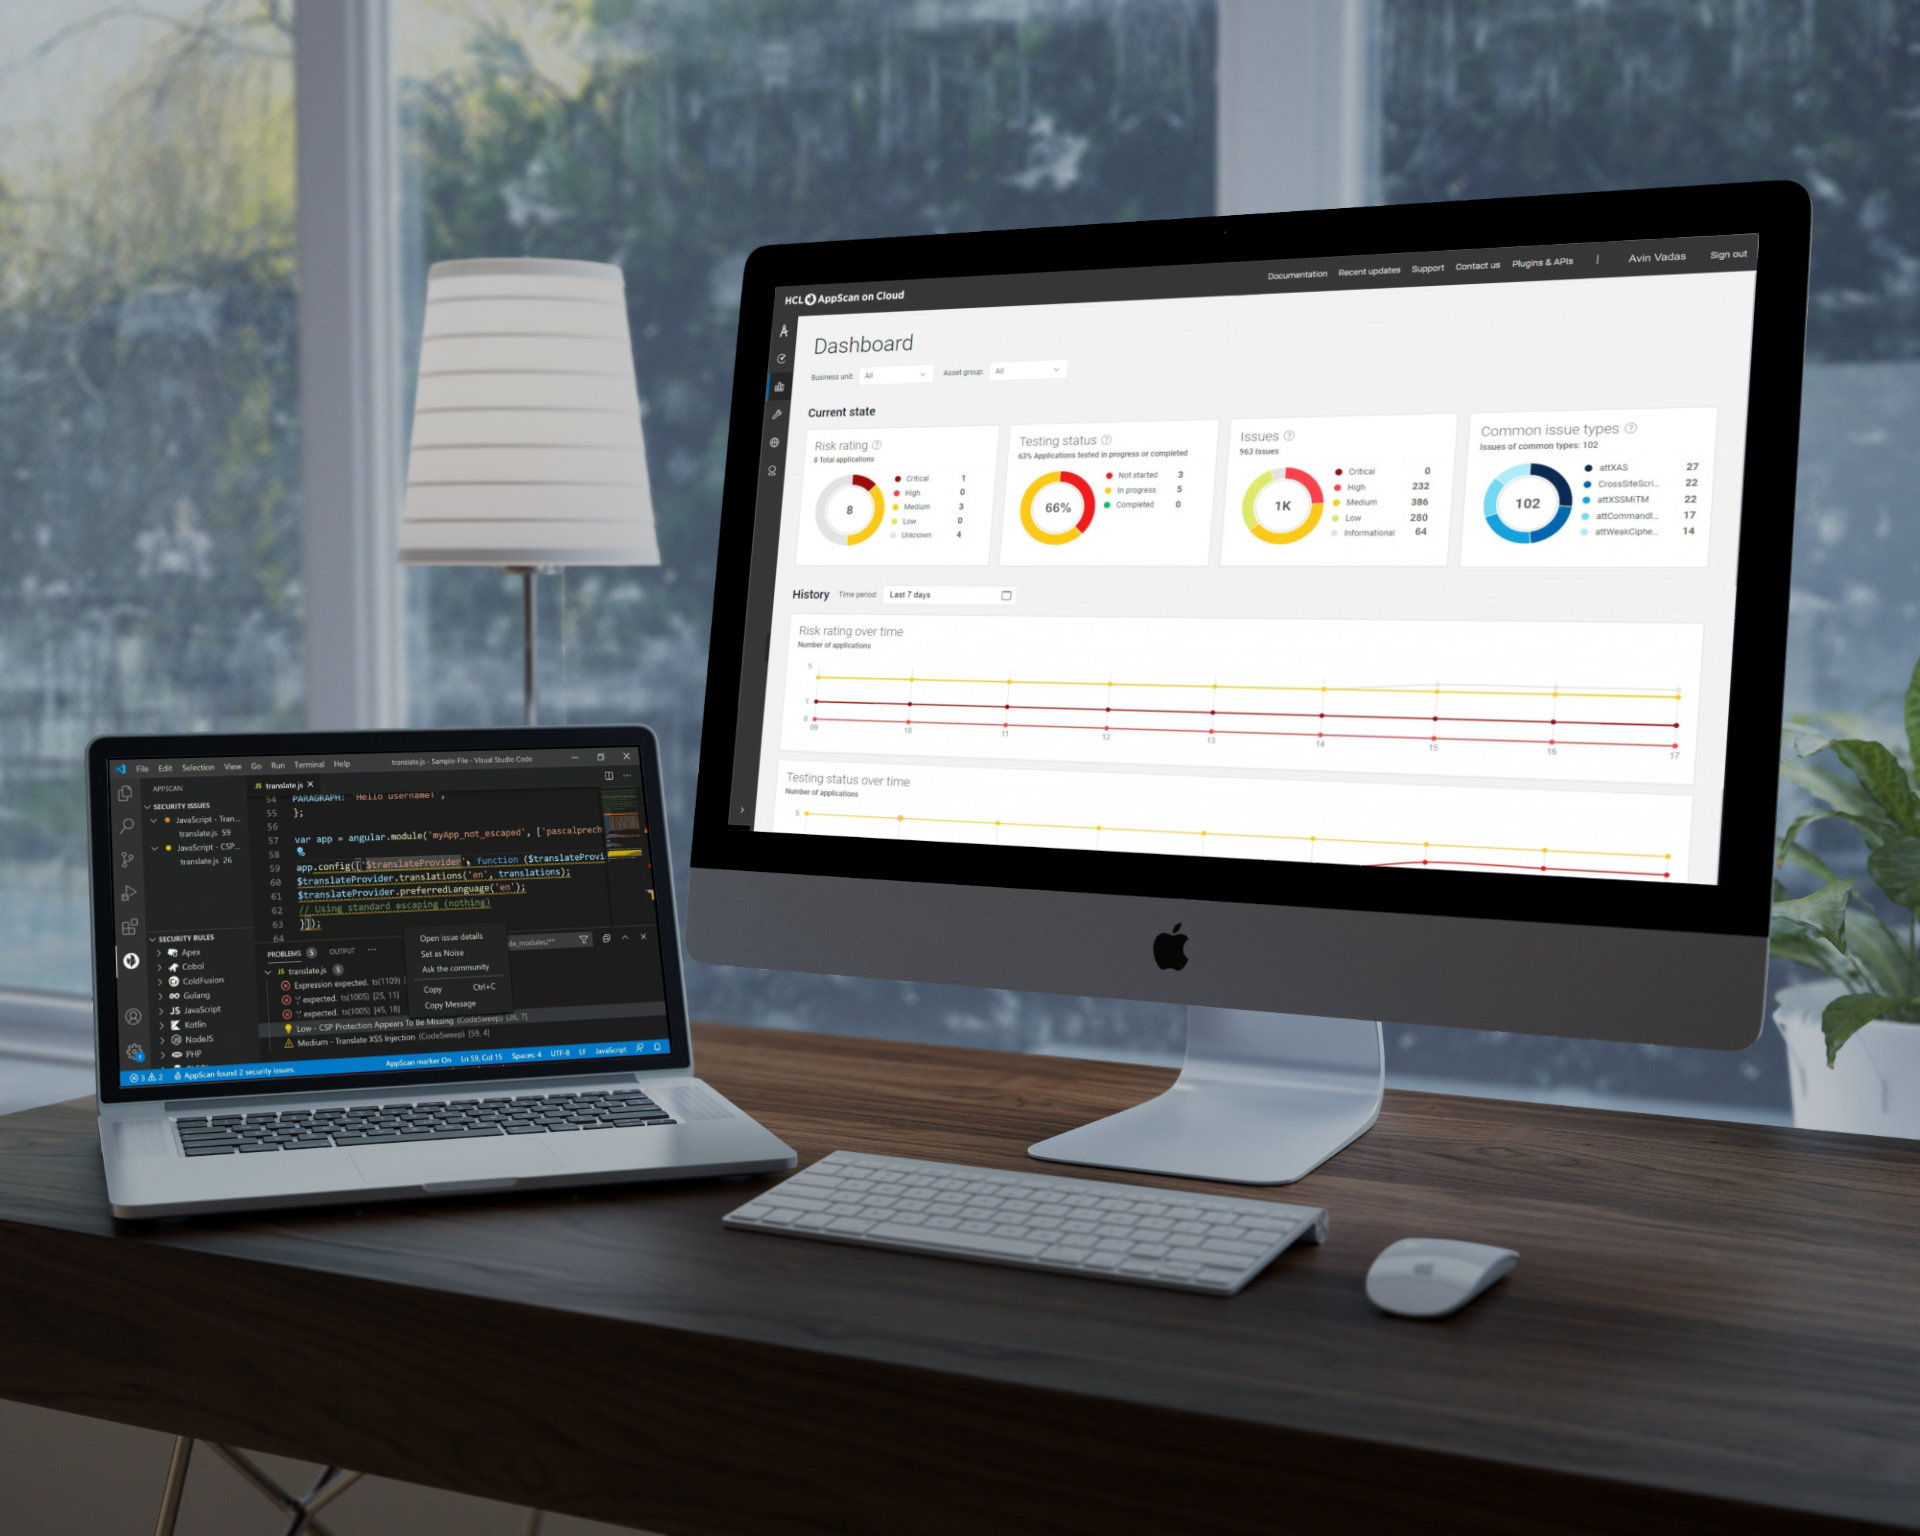 HCL AppScan on Cloud
Documentation Recent updates Support Contact us Plugins & APIs | Avin Vadas Sign out
Dashboard
Business unit: All Asset group: All
Current state
Risk rating
8 Total applications
8
Critical 1
High 0
Medium 3
Low 0
Unknown 4
Testing status
63% Applications tested in progress or completed
66%
Not started 3
In progress 5
Completed 0
Issues
963 Issues
1K
Critical 0
High 232
Medium 386
Low 280
Informational 64
Common issue types
Issues of common types: 102
102
attXAS 27
CrossSiteScri... 22
attXSSMiTM 22
attCommandI... 17
attWeakCiphe... 14
History Time period: Last 7 days
Risk rating over time
Number of applications
5
1
0
09 10 11 12 13 14 15 16 17
Testing status over time
Number of applications
5
File Edit Selection View Go Run Terminal Help translate.js - Sample-File - Visual Studio Code
APPSCAN
SECURITY ISSUES
JavaScript - Tran...
translate.js 59
JavaScript - CSP...
translate.js 26
SECURITY RULES
Apex
Cobol
ColdFusion
Golang
JS JavaScript
Kotlin
NodeJS
PHP
JS translate.js
54 PARAGRAPH: 'Hello username!',
55 };
56
57 var app = angular.module('myApp_not_escaped', ['pascalprech
58
59 app.config(['$translateProvider', function ($translateProvi
60 $translateProvider.translations('en', translations);
61 $translateProvider.preferredLanguage('en');
62 // Using standard escaping (nothing)
63 }]);
64
PROBLEMS 5 OUTPUT ... de_modules/**
JS translate.js 5
Expression expected. ts(1109) [
';' expected. ts(1005) [25, 11]
';' expected. ts(1005) [45, 18]
Low - CSP Protection Appears To Be Missing (CodeSweep) [26, 7]
Medium - Translate XSS Injection (CodeSweep) [59, 4]
Open issue details
Set as Noise
Ask the community
Copy Ctrl+C
Copy Message
3 2 AppScan found 2 security issues. AppScan marker On Ln 59, Col 15 Spaces: 4 UTF-8 LF JavaScript